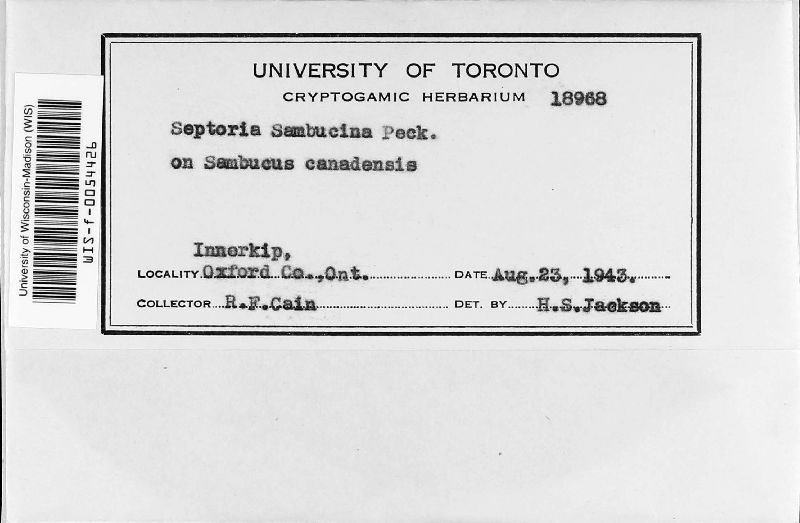 UNIVERSITY OF TORONTO
CRYPTOGAMIC HERBARIUM 18968
Septoria Sambucina Peck.
on Sambucus canadensis
Innerkip,
LOCALITY Oxford Co.,Ont. DATE Aug.23, 1943.
COLLECTOR R.F.Cain DET. BY H.S.Jackson
University of Wisconsin-Madison (WIS)
WIS-f-0054426